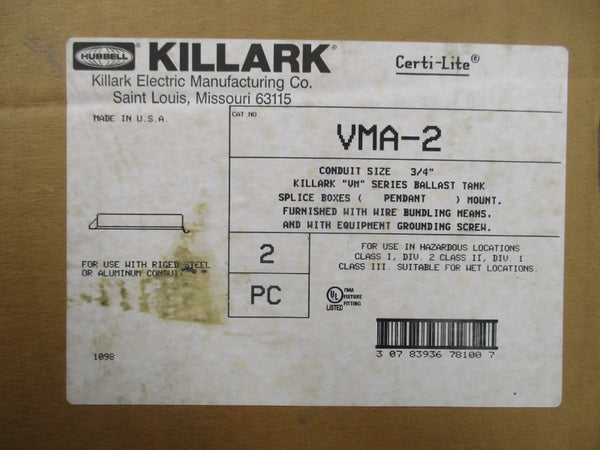 HUBBELL
KILLARK®
Killark Electric Manufacturing Co.
Saint Louis, Missouri 63115
Certi-Lite®
MADE IN U.S.A.
CAT. NO.
VMA-2
CONDUIT SIZE 3/4"
KILLARK "VM" SERIES BALLAST TANK
SPLICE BOXES ( PENDANT ) MOUNT.
FURNISHED WITH WIRE BUNDLING MEANS,
AND WITH EQUIPMENT GROUNDING SCREW.
FOR USE WITH RIGED STEEL
OR ALUMINUM CONDUIT
2
PC
FOR USE IN HAZARDOUS LOCATIONS
CLASS I, DIV. 2 CLASS II, DIV. 1
CLASS III. SUITABLE FOR WET LOCATIONS.
UL
LISTED
794A
FIXTURE
FITTING
3 07 83936 78100 7
1098